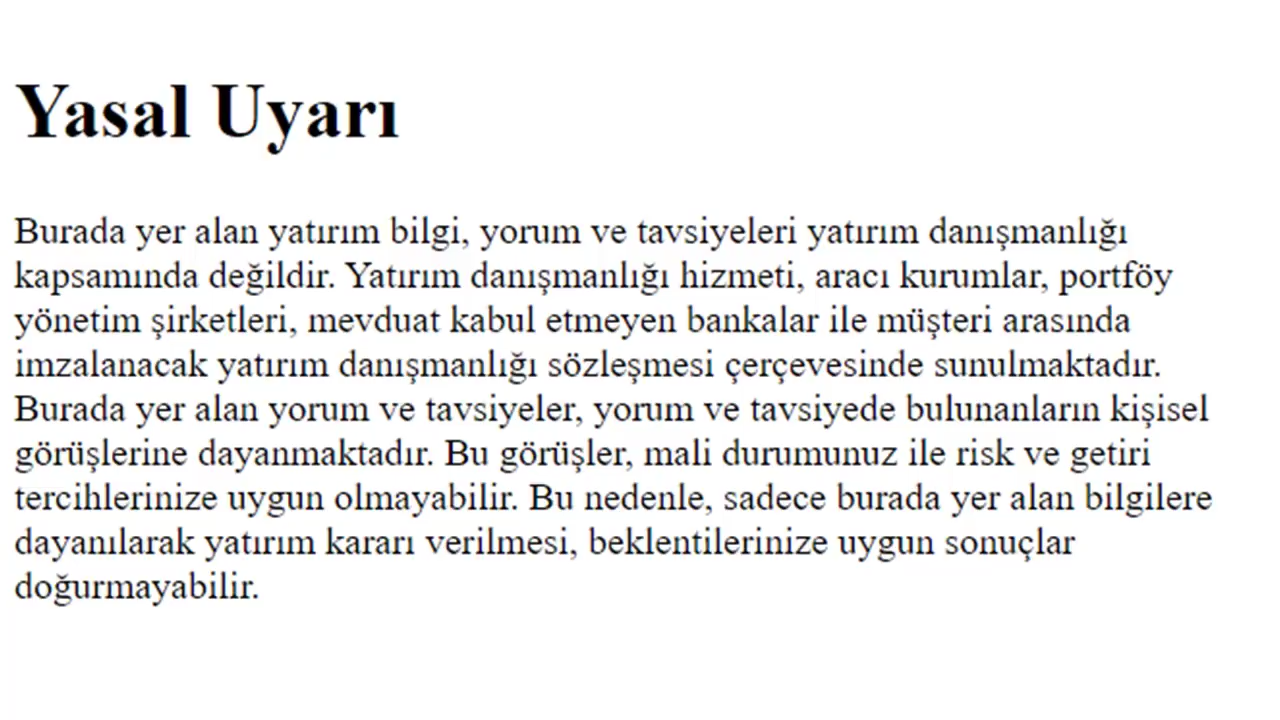 Yasal Uyarı
Burada yer alan yatırım bilgi, yorum ve tavsiyeleri yatırım danışmanlığı
kapsamında değildir. Yatırım danışmanlığı hizmeti, aracı kurumlar, portföy
yönetim şirketleri, mevduat kabul etmeyen bankalar ile müşteri arasında
imzalanacak yatırım danışmanlığı sözleşmesi çerçevesinde sunulmaktadır.
Burada yer alan yorum ve tavsiyeler, yorum ve tavsiyede bulunanların kişisel
görüşlerine dayanmaktadır. Bu görüşler, mali durumunuz ile risk ve getiri
tercihlerinize uygun olmayabilir. Bu nedenle, sadece burada yer alan bilgilere
dayanılarak yatırım kararı verilmesi, beklentilerinize uygun sonuçlar
doğurmayabilir.